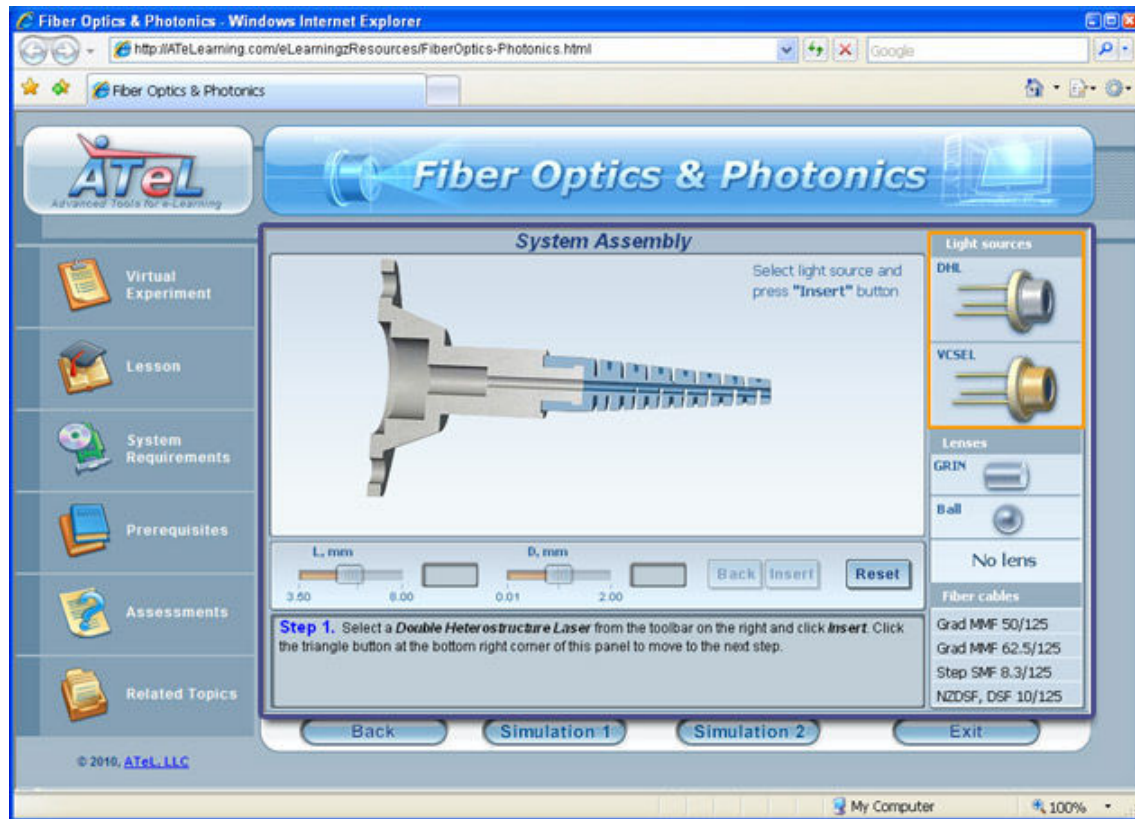 Fiber Optics & Photonics - Windows Internet Explorer
http://ATeLearning.com/eLearningzResources/FiberOptics-Photonics.html
Google
Fiber Optics & Photonics
ATeL
Advanced Tools for e-Learning
Fiber Optics & Photonics
System Assembly
Select light source and
press "Insert" button
Light sources
DHL
VCSEL
Lenses
GRIN
Ball
No lens
Fiber cables
Grad MMF 50/125
Grad MMF 62.5/125
Step SMF 8.3/125
NZDSF, DSF 10/125
Virtual
Experiment
Lesson
System
Requirements
Prerequisites
Assessments
Related Topics
L, mm
3.50 8.00
D, mm
0.01 2.00
Back Insert Reset
Step 1. Select a Double Heterostructure Laser from the toolbar on the right and click Insert. Click
the triangle button at the bottom right corner of this panel to move to the next step.
Back Simulation 1 Simulation 2 Exit
© 2010, ATeL, LLC
My Computer 100%